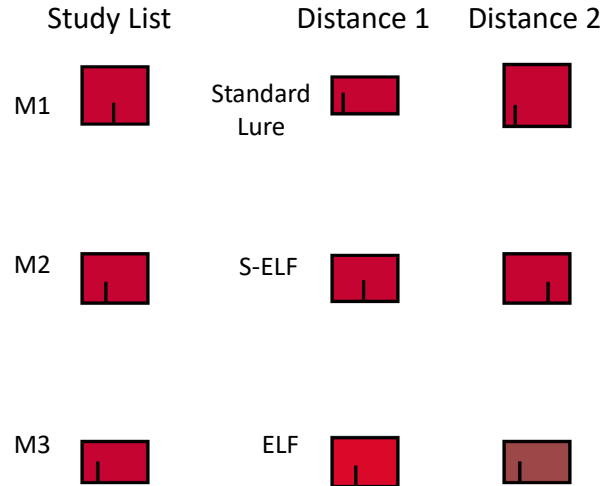 Study List Distance 1 Distance 2
M1 Standard
Lure
M2 S-ELF
M3 ELF